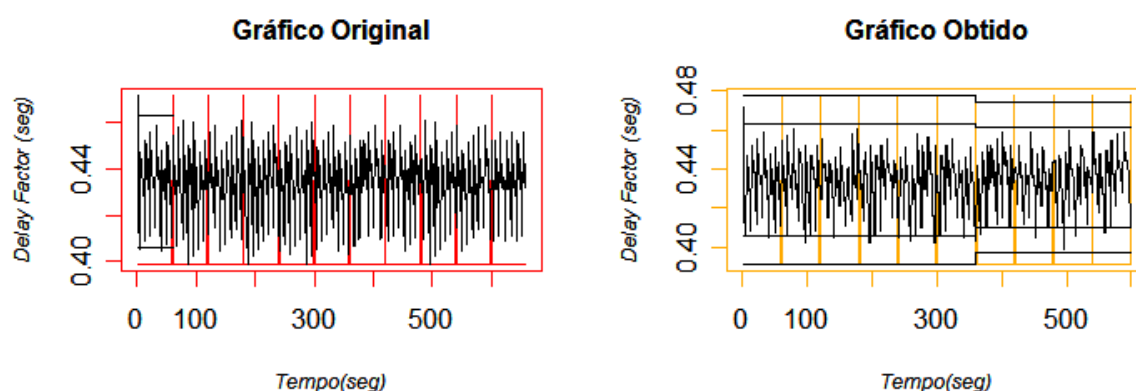 Gráfico Original
Delay Factor (seg)
0.44
0.40
0
100
300
500
Tempo(seg)
Gráfico Obtido
Delay Factor (seg)
0.48
0.44
0.40
0
100
300
500
Tempo(seg)